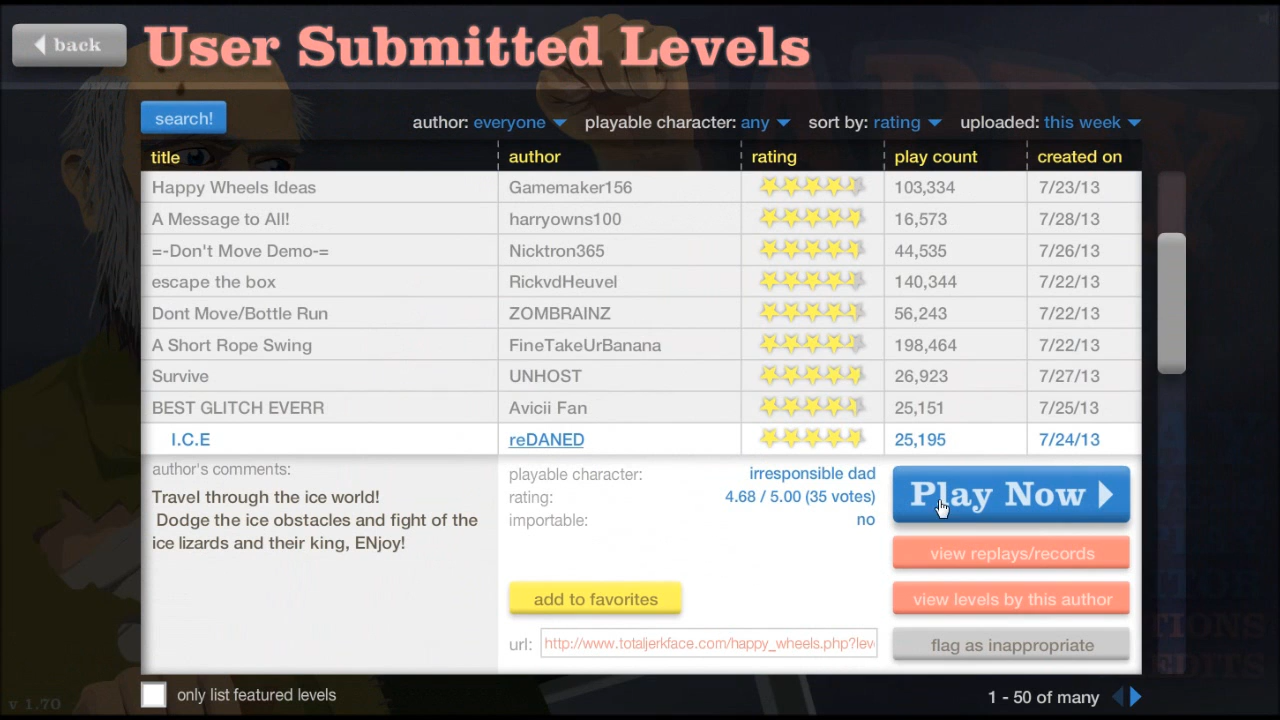 back
User Submitted Levels
search!
author: everyone playable character: any sort by: rating uploaded: this week
title author rating play count created on
Happy Wheels Ideas Gamemaker156 103,334 7/23/13
A Message to All! harryowns100 16,573 7/28/13
=-Don't Move Demo-= Nicktron365 44,535 7/26/13
escape the box RickvdHeuvel 140,344 7/22/13
Dont Move/Bottle Run ZOMBRAINZ 56,243 7/22/13
A Short Rope Swing FineTakeUrBanana 198,464 7/22/13
Survive UNHOST 26,923 7/27/13
BEST GLITCH EVERR Avicii Fan 25,151 7/25/13
I.C.E reDANED 25,195 7/24/13
author's comments:
Travel through the ice world!
Dodge the ice obstacles and fight of the
ice lizards and their king, ENjoy!
playable character: irresponsible dad
rating: 4.68 / 5.00 (35 votes)
importable: no
add to favorites
url: http://www.totaljerkface.com/happy_wheels.php?lev
Play Now
view replays/records
view levels by this author
flag as inappropriate
only list featured levels
1 - 50 of many
v 1.70